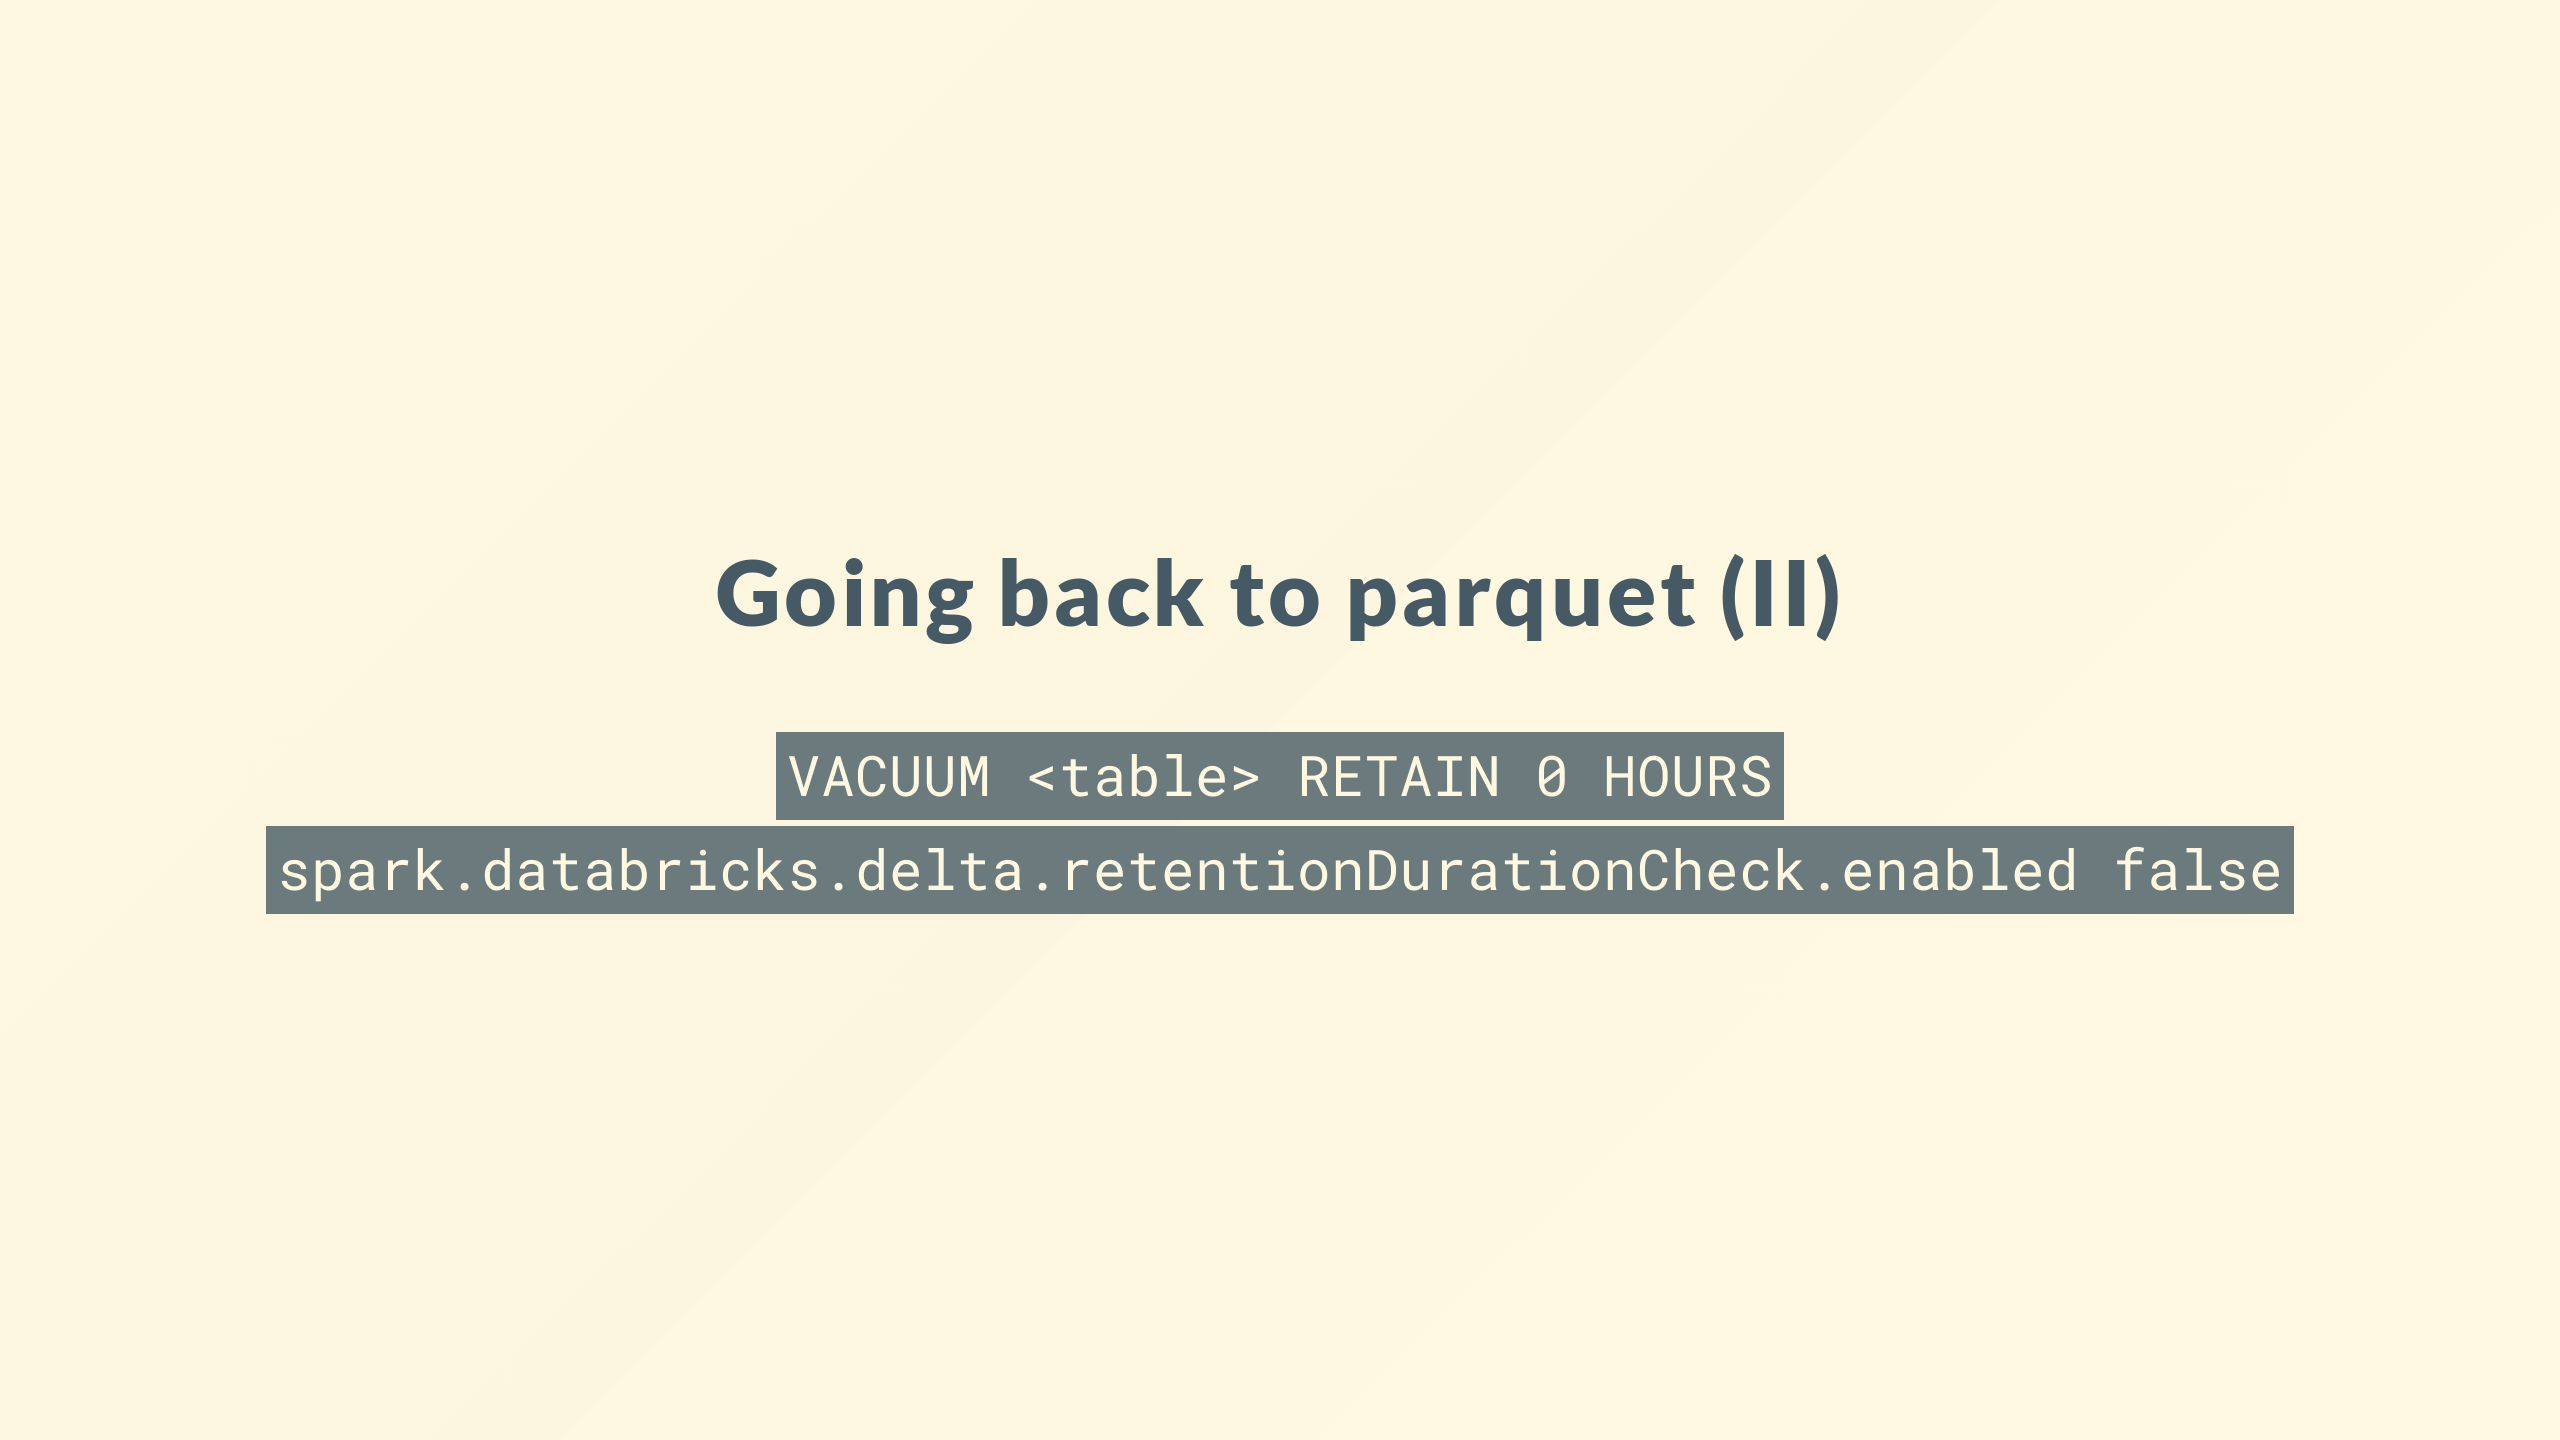 Going back to parquet (II)
VACUUM <table> RETAIN 0 HOURS
spark.databricks.delta.retentionDurationCheck.enabled false